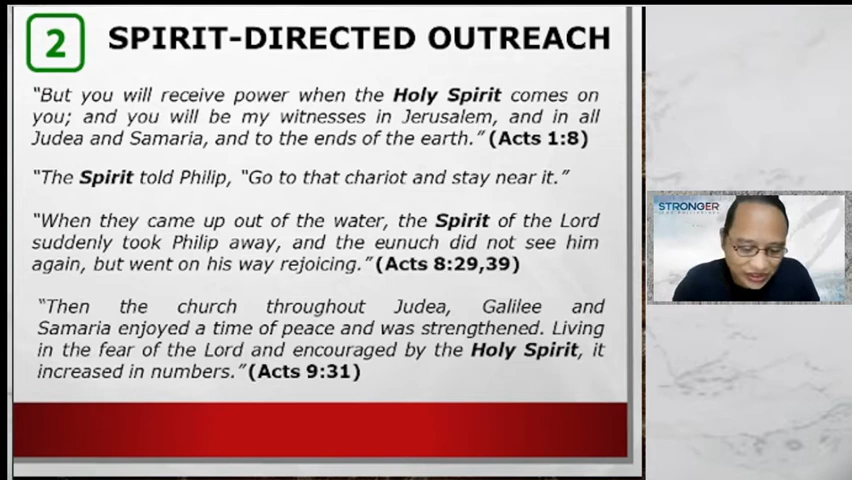 2
SPIRIT-DIRECTED OUTREACH
“But you will receive power when the Holy Spirit comes on
you; and you will be my witnesses in Jerusalem, and in all
Judea and Samaria, and to the ends of the earth.” (Acts 1:8)
“The Spirit told Philip, “Go to that chariot and stay near it.”
“When they came up out of the water, the Spirit of the Lord
suddenly took Philip away, and the eunuch did not see him
again, but went on his way rejoicing.” (Acts 8:29,39)
“Then the church throughout Judea, Galilee and
Samaria enjoyed a time of peace and was strengthened. Living
in the fear of the Lord and encouraged by the Holy Spirit, it
increased in numbers.” (Acts 9:31)
STRONGER